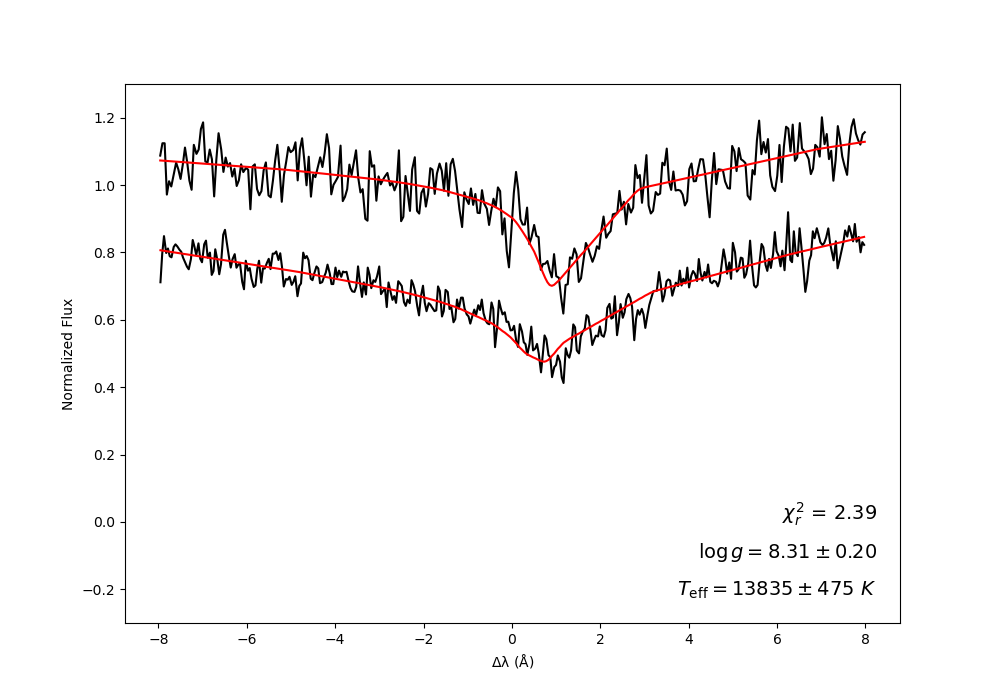 1.2
1.0
0.8
0.6
0.4
0.2
0.0
−0.2
Normalized Flux
χ²ᵣ = 2.39
log g = 8.31 ± 0.20
T_eff = 13835 ± 475 K
−8 −6 −4 −2 0 2 4 6 8
Δλ (Å)